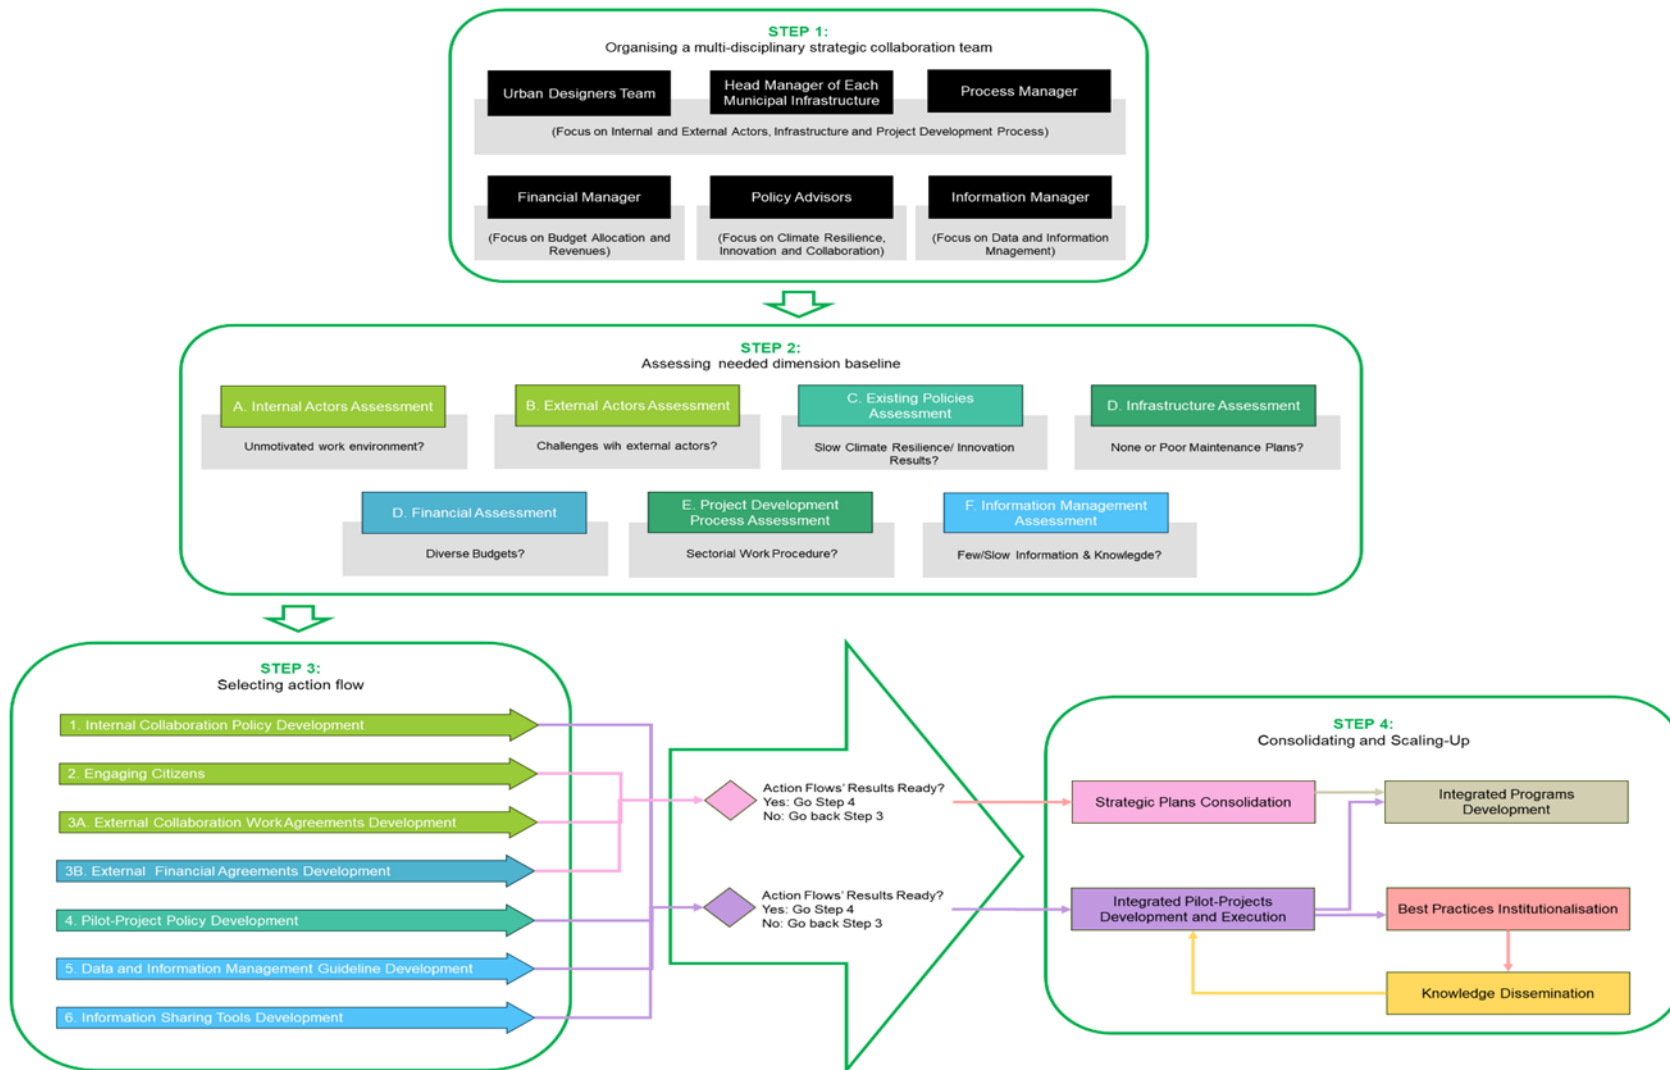 STEP 1:
Organising a multi-disciplinary strategic collaboration team
Urban Designers Team
Head Manager of Each
Municipal Infrastructure
Process Manager
(Focus on Internal and External Actors, Infrastructure and Project Development Process)
Financial Manager
Policy Advisors
Information Manager
(Focus on Budget Allocation and
Revenues)
(Focus on Climate Resilience,
Innovation and Collaboration)
(Focus on Data and Information
Mnagement)
STEP 2:
Assessing needed dimension baseline
A. Internal Actors Assessment
B. External Actors Assessment
C. Existing Policies
Assessment
D. Infrastructure Assessment
Unmotivated work environment?
Challenges wih external actors?
Slow Climate Resilience/ Innovation
Results?
None or Poor Maintenance Plans?
D. Financial Assessment
E. Project Development
Process Assessment
F. Information Management
Assessment
Diverse Budgets?
Sectorial Work Procedure?
Few/Slow Information & Knowlegde?
STEP 3:
Selecting action flow
1. Internal Collaboration Policy Development
2. Engaging Citizens
3A. External Collaboration Work Agreements Development
3B. External Financial Agreements Development
4. Pilot-Project Policy Development
5. Data and Information Management Guideline Development
6. Information Sharing Tools Development
Action Flows' Results Ready?
Yes: Go Step 4
No: Go back Step 3
Action Flows' Results Ready?
Yes: Go Step 4
No: Go back Step 3
STEP 4:
Consolidating and Scaling-Up
Strategic Plans Consolidation
Integrated Programs
Development
Integrated Pilot-Projects
Development and Execution
Best Practices Institutionalisation
Knowledge Dissemination